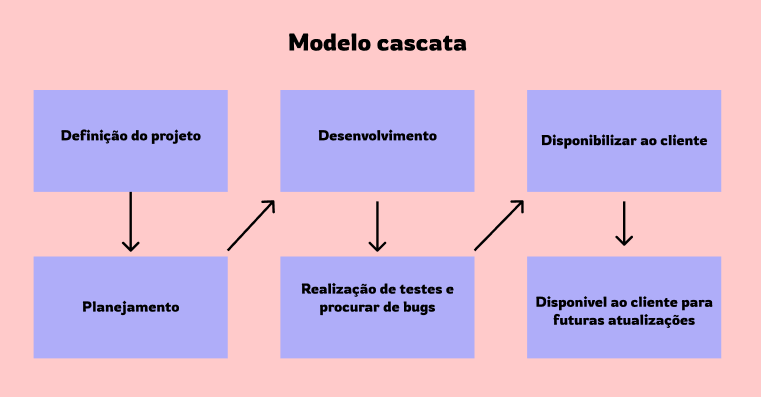 Modelo cascata
Definição do projeto
Planejamento
Desenvolvimento
Realização de testes e
procurar de bugs
Disponibilizar ao cliente
Disponivel ao cliente para
futuras atualizações